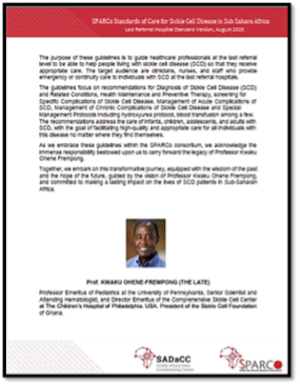 SPARCo Standards of Care for Sickle Cell Disease in Sub Sahara Africa
Last Referral Hospital Standard Version, August 2023
The purpose of these guidelines is to guide healthcare professionals at the last referral
level to be able to help people living with sickle cell disease (SCD) so that they receive
appropriate care. The target audience are clinicians, nurses, and staff who provide
emergency or continuity care to individuals with SCD at the last referral hospitals.
The guidelines focus on recommendations for Diagnosis of Sickle Cell Disease (SCD)
and Related Conditions, Health Maintenance and Preventive Therapy, screening for
Specific Complications of Sickle Cell Disease, Management of Acute Complications of
SCD, Management of Chronic Complications of Sickle Cell Disease and Special
Management Protocols including hydroxyurea protocol, blood transfusion among a few.
The recommendations address the care of infants, children, adolescents, and adults with
SCD, with the goal of facilitating high-quality and appropriate care for all individuals with
this disease no matter where they find themselves.
As we embrace these guidelines within the SPARCo consortium, we acknowledge the
immense responsibility bestowed upon us to carry forward the legacy of Professor Kwaku
Ohene Frempong.
Together, we embark on this transformative journey, equipped with the wisdom of the past
and the hope of the future, guided by the vision of Professor Kwaku Ohene Frempong,
and committed to making a lasting impact on the lives of SCD patients in Sub-Saharan
Africa.
Prof. KWAKU OHENE-FREMPONG (THE LATE)
Professor Emeritus of Pediatrics at the University of Pennsylvania, Senior Scientist and
Attending Hematologist, and Director Emeritus of the Comprehensive Sickle Cell Center
at The Children's Hospital of Philadelphia, USA, President of the Sickle Cell Foundation
of Ghana.
SADaCC
Sickle Africa Data
Coordinating Center
SPARCO